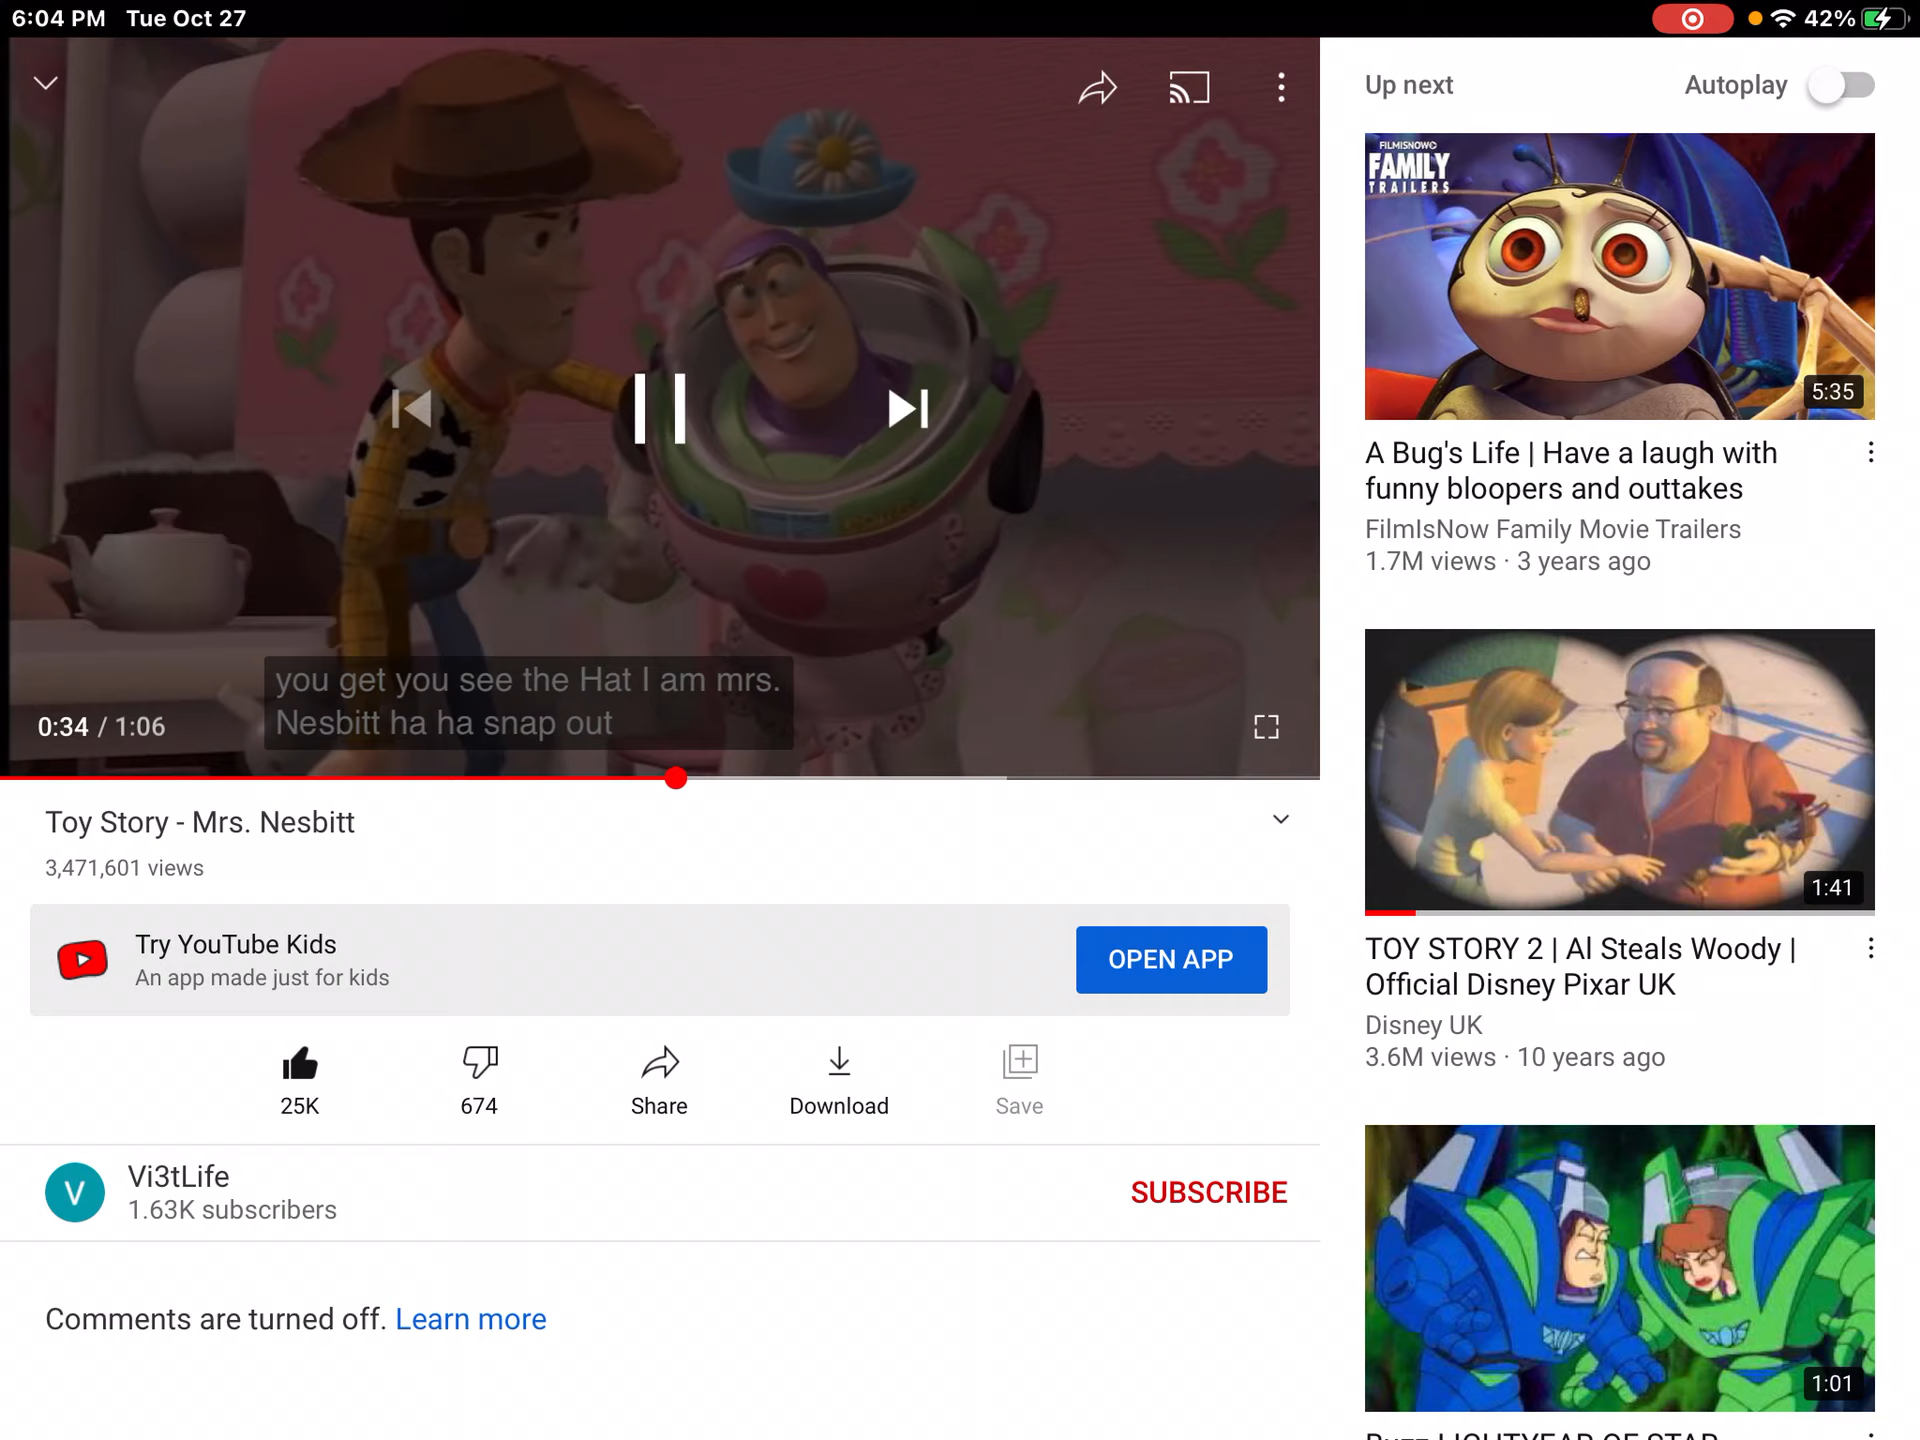 6:04 PM Tue Oct 27
42%
you get you see the Hat I am mrs.
Nesbitt ha ha snap out
0:34 / 1:06
Toy Story - Mrs. Nesbitt
3,471,601 views
Try YouTube Kids
An app made just for kids
OPEN APP
25K
674
Share
Download
Save
V
Vi3tLife
1.63K subscribers
SUBSCRIBE
Comments are turned off. Learn more
Up next
Autoplay
FILMISNOW
FAMILY
TRAILERS
5:35
A Bug's Life | Have a laugh with
funny bloopers and outtakes
FilmIsNow Family Movie Trailers
1.7M views · 3 years ago
1:41
TOY STORY 2 | Al Steals Woody |
Official Disney Pixar UK
Disney UK
3.6M views · 10 years ago
1:01
Buzz LIGHTYEAR OF STAR